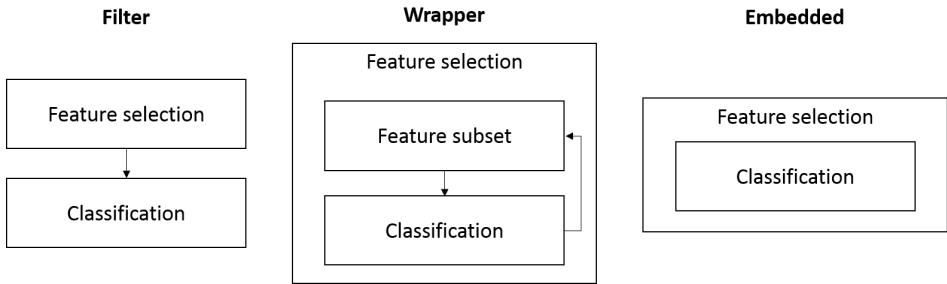 Filter
Feature selection
Classification
Wrapper
Feature selection
Feature subset
Classification
Embedded
Feature selection
Classification